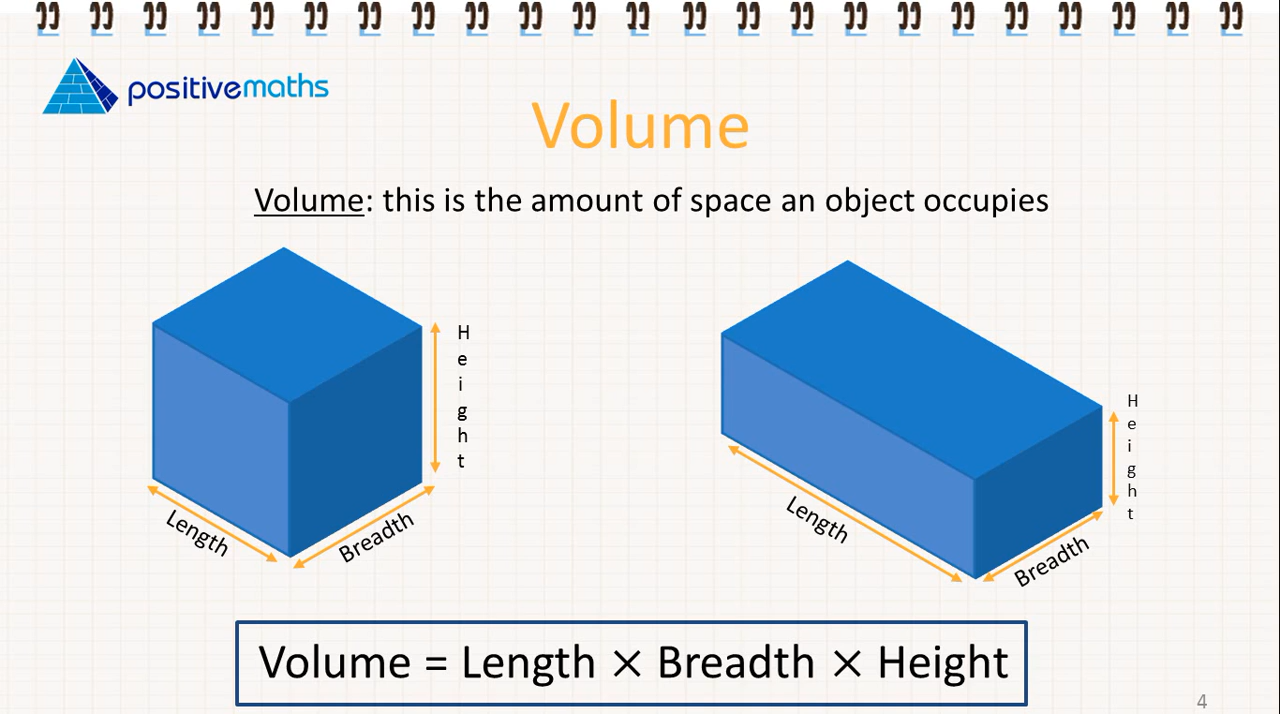 positivemaths
Volume
Volume: this is the amount of space an object occupies
Height
Length
Breadth
Height
Length
Breadth
Volume = Length × Breadth × Height
4